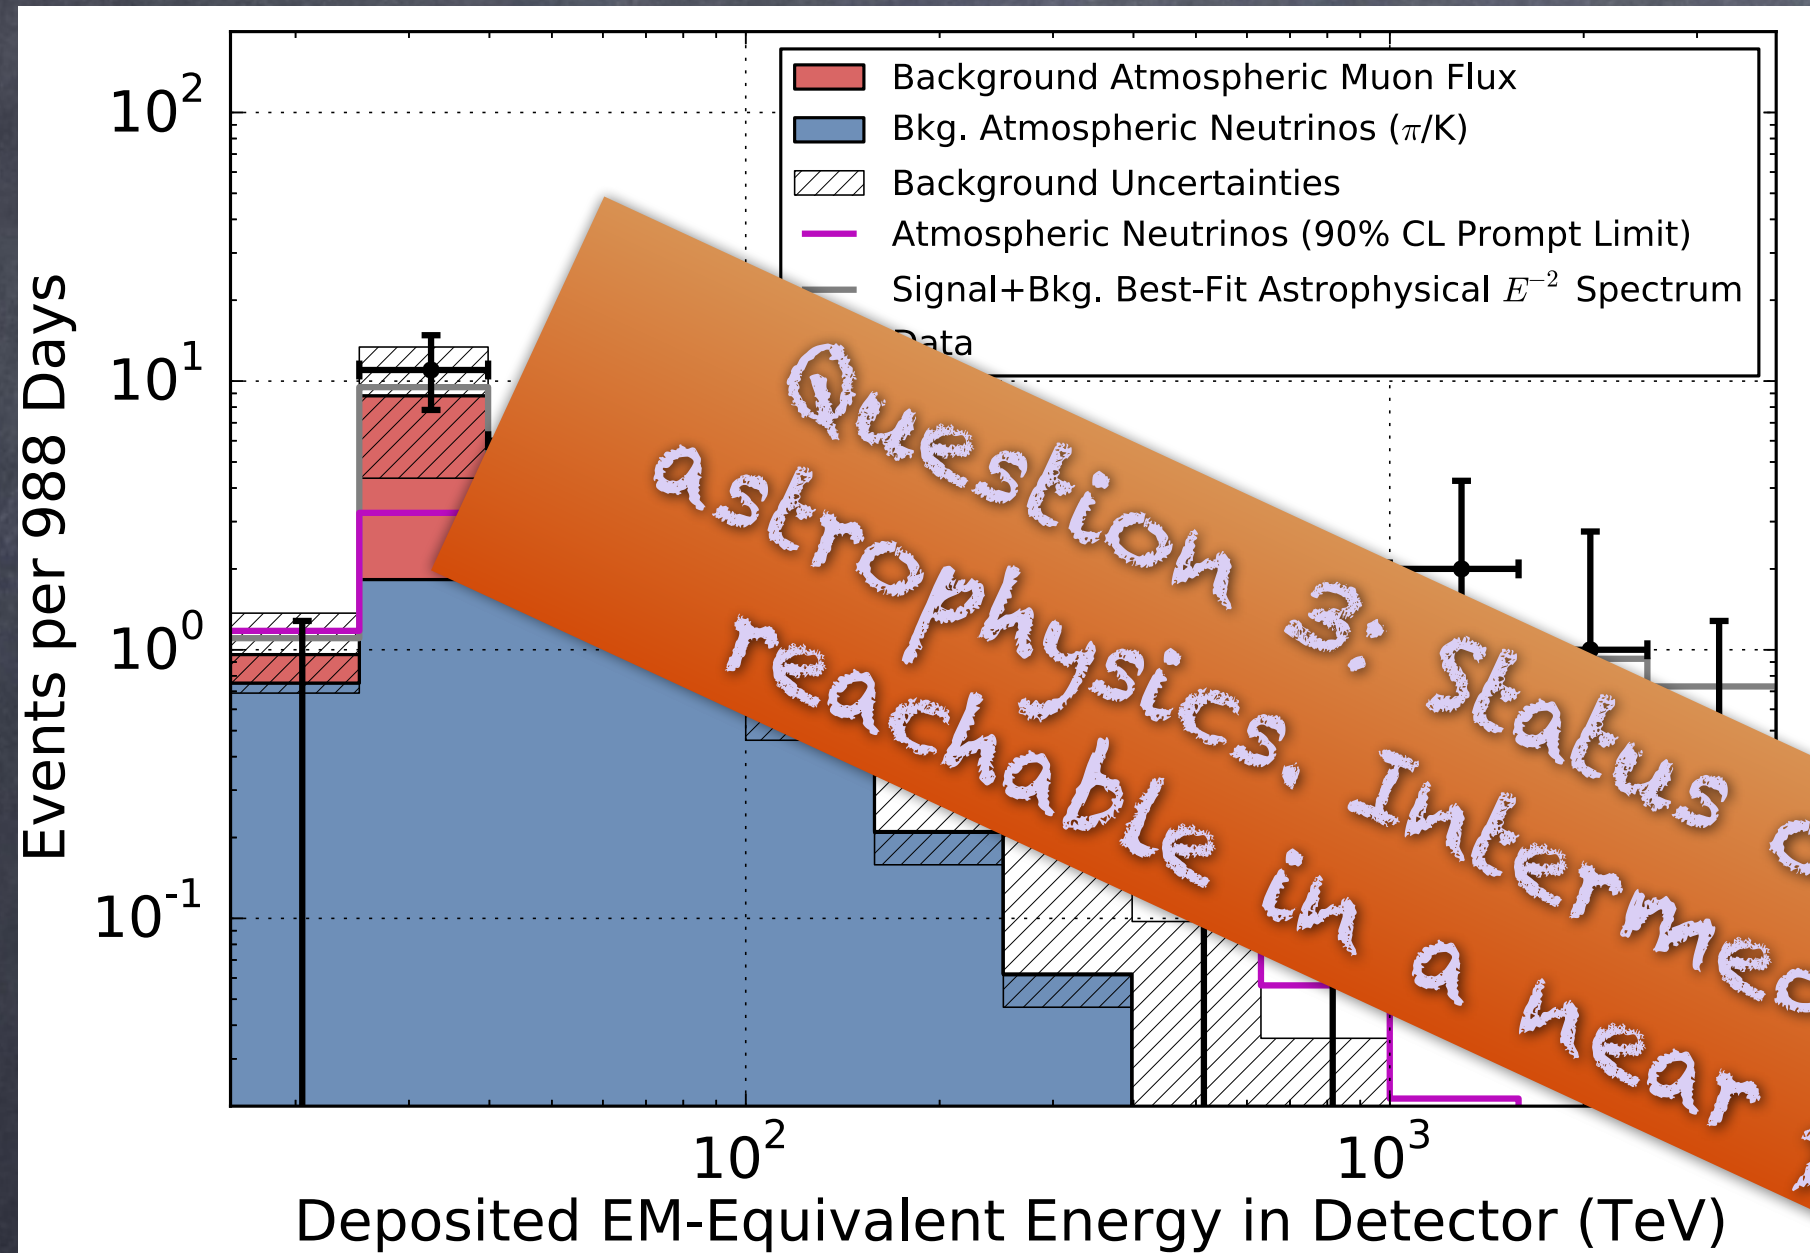 10²
10¹
10⁰
10⁻¹
Events per 988 Days
Background Atmospheric Muon Flux
Bkg. Atmospheric Neutrinos (π/K)
Background Uncertainties
Atmospheric Neutrinos (90% CL Prompt Limit)
Signal+Bkg. Best-Fit Astrophysical E⁻² Spectrum
Data
Question 3: Status
astrophysics. Intermed
reachable in a near
10²
10³
Deposited EM-Equivalent Energy in Detector (TeV)